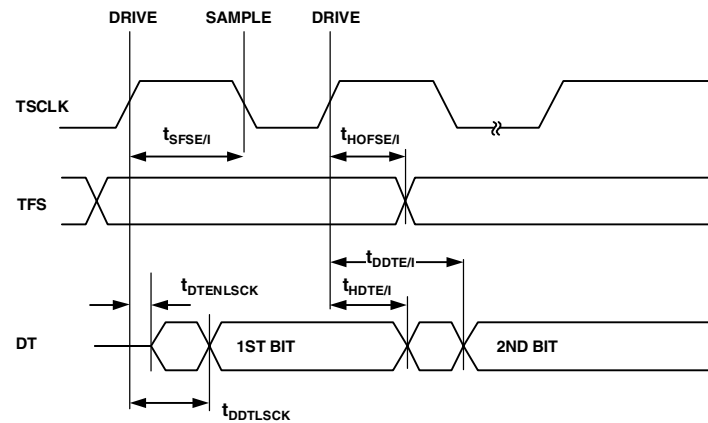 DRIVE SAMPLE DRIVE
TSCLK
tSFSE/I tHOFSE/I
TFS
tDDTE/I
tDTENLSCK tHDTE/I
DT 1ST BIT 2ND BIT
tDDTLSCK